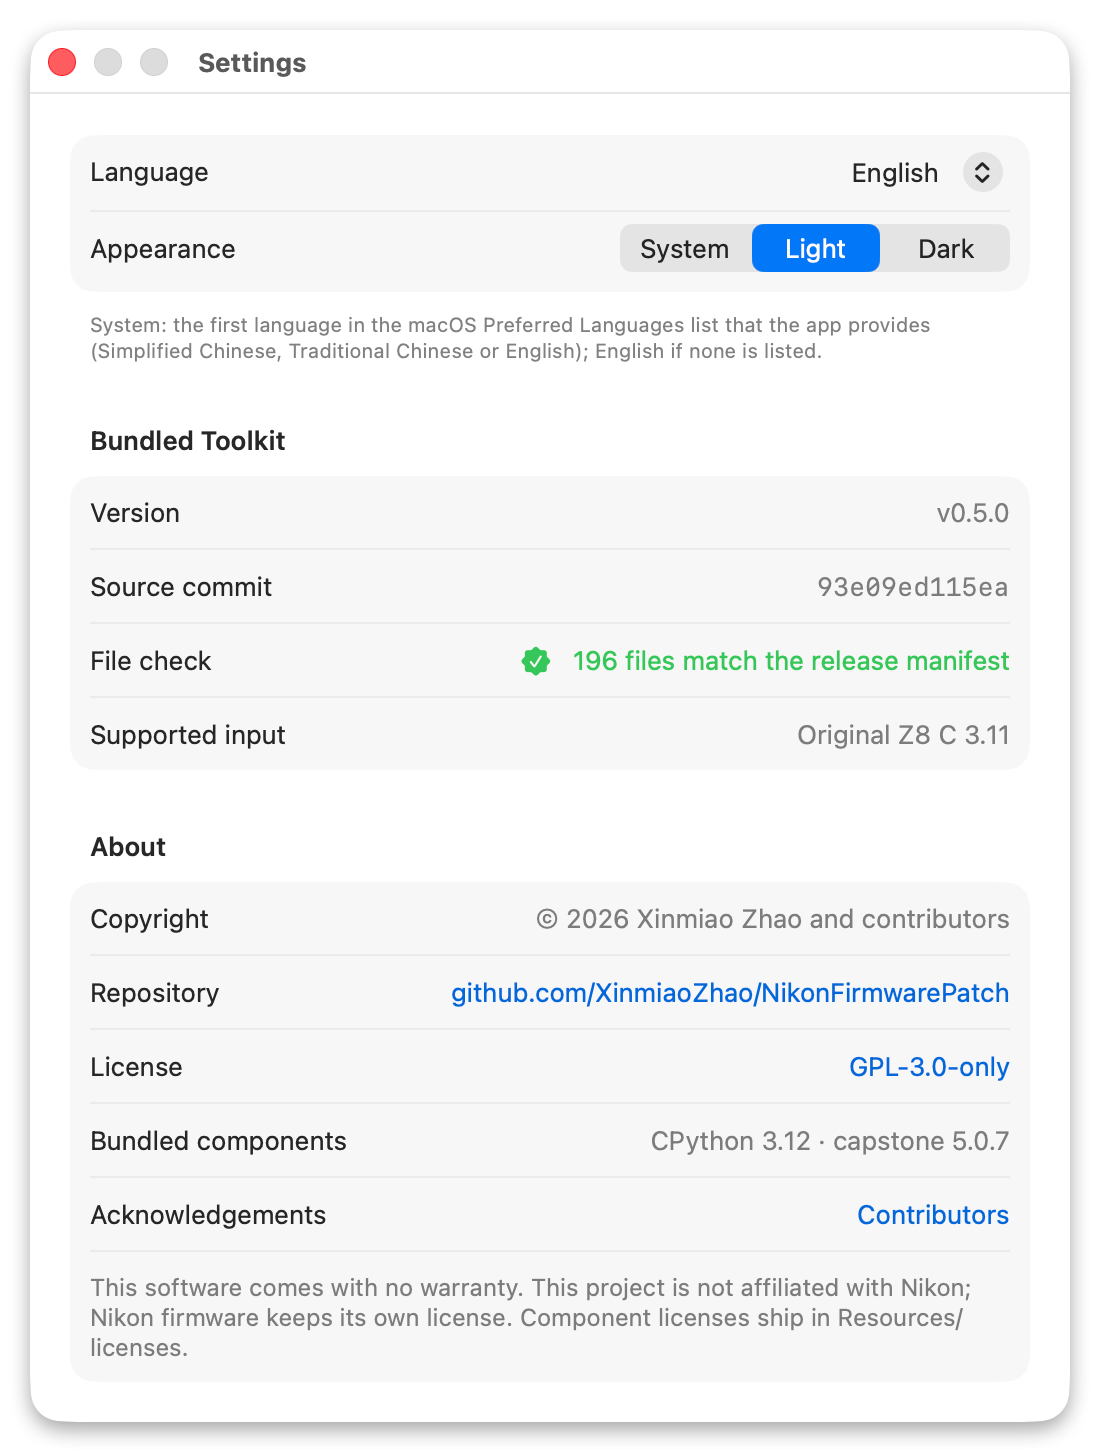 Settings
Language English
Appearance System Light Dark
System: the first language in the macOS Preferred Languages list that the app provides
(Simplified Chinese, Traditional Chinese or English); English if none is listed.
Bundled Toolkit
Version v0.5.0
Source commit 93e09ed115ea
File check 196 files match the release manifest
Supported input Original Z8 C 3.11
About
Copyright © 2026 Xinmiao Zhao and contributors
Repository github.com/XinmiaoZhao/NikonFirmwarePatch
License GPL-3.0-only
Bundled components CPython 3.12 · capstone 5.0.7
Acknowledgements Contributors
This software comes with no warranty. This project is not affiliated with Nikon;
Nikon firmware keeps its own license. Component licenses ship in Resources/
licenses.